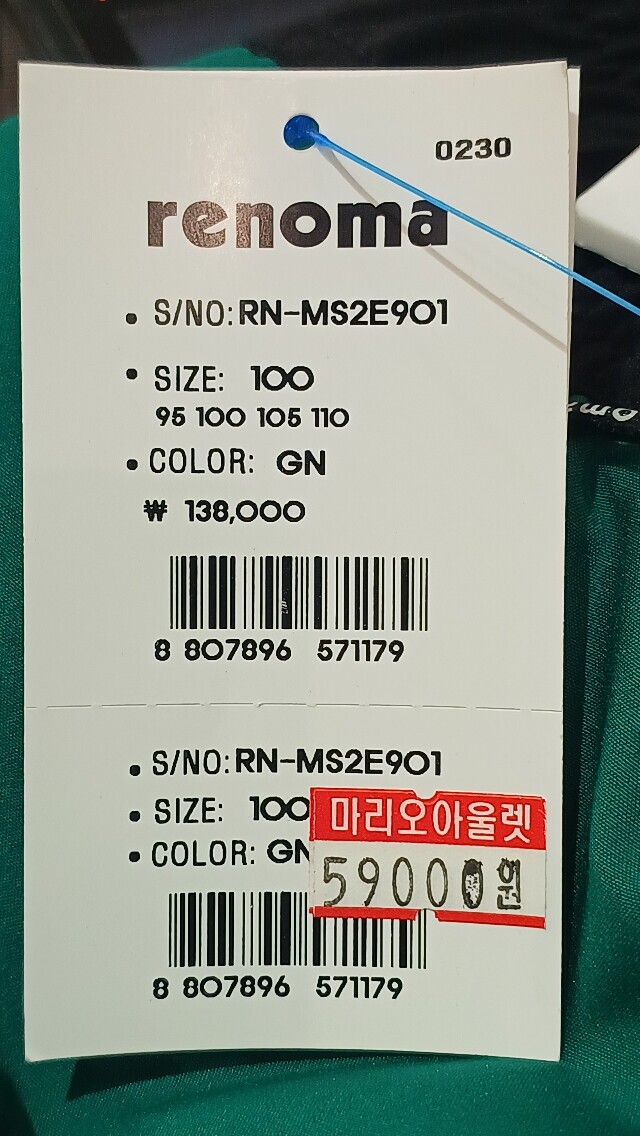 0230
renoma
• S/NO: RN-MS2E901
• SIZE: 100
95 100 105 110
• COLOR: GN
₩ 138,000
8 807896 571179
• S/NO: RN-MS2E901
• SIZE: 100
마리오아울렛
• COLOR: GN
59000원
8 807896 571179